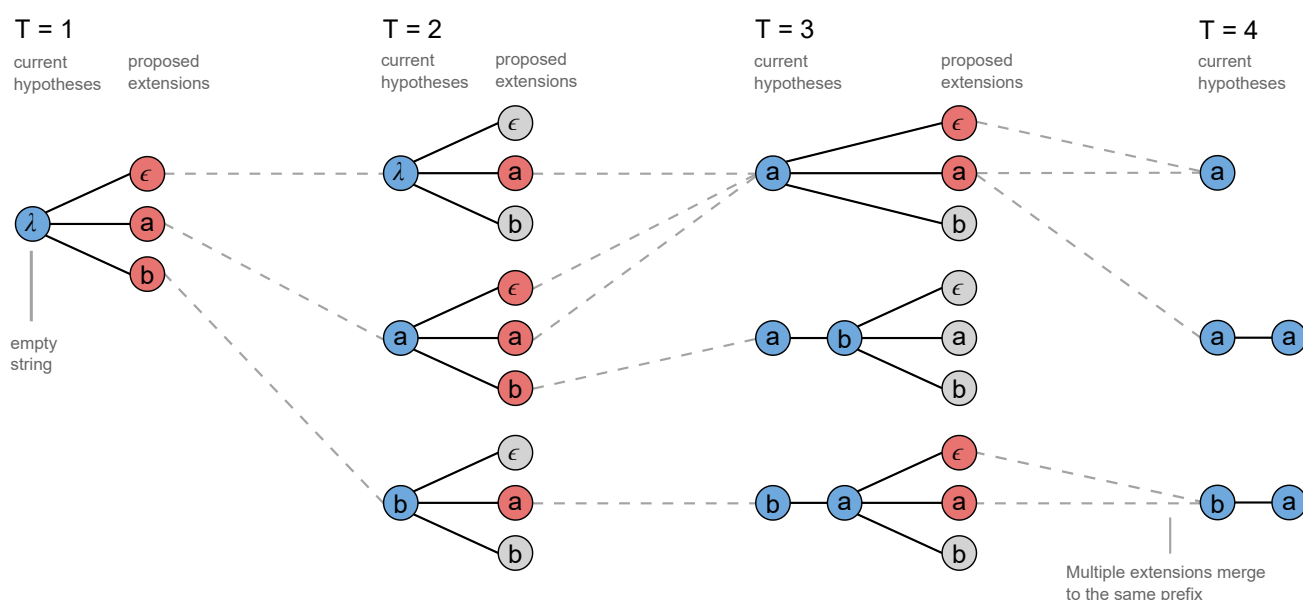 T = 1
T = 2
T = 3
T = 4
current
hypotheses
proposed
extensions
current
hypotheses
proposed
extensions
current
hypotheses
proposed
extensions
current
hypotheses
λ
ϵ
a
b
empty
string
λ
ϵ
a
b
a
ϵ
a
b
b
ϵ
a
b
a
ϵ
a
b
a b
ϵ
a
b
b a
ϵ
a
b
a
a a
b a
Multiple extensions merge
to the same prefix